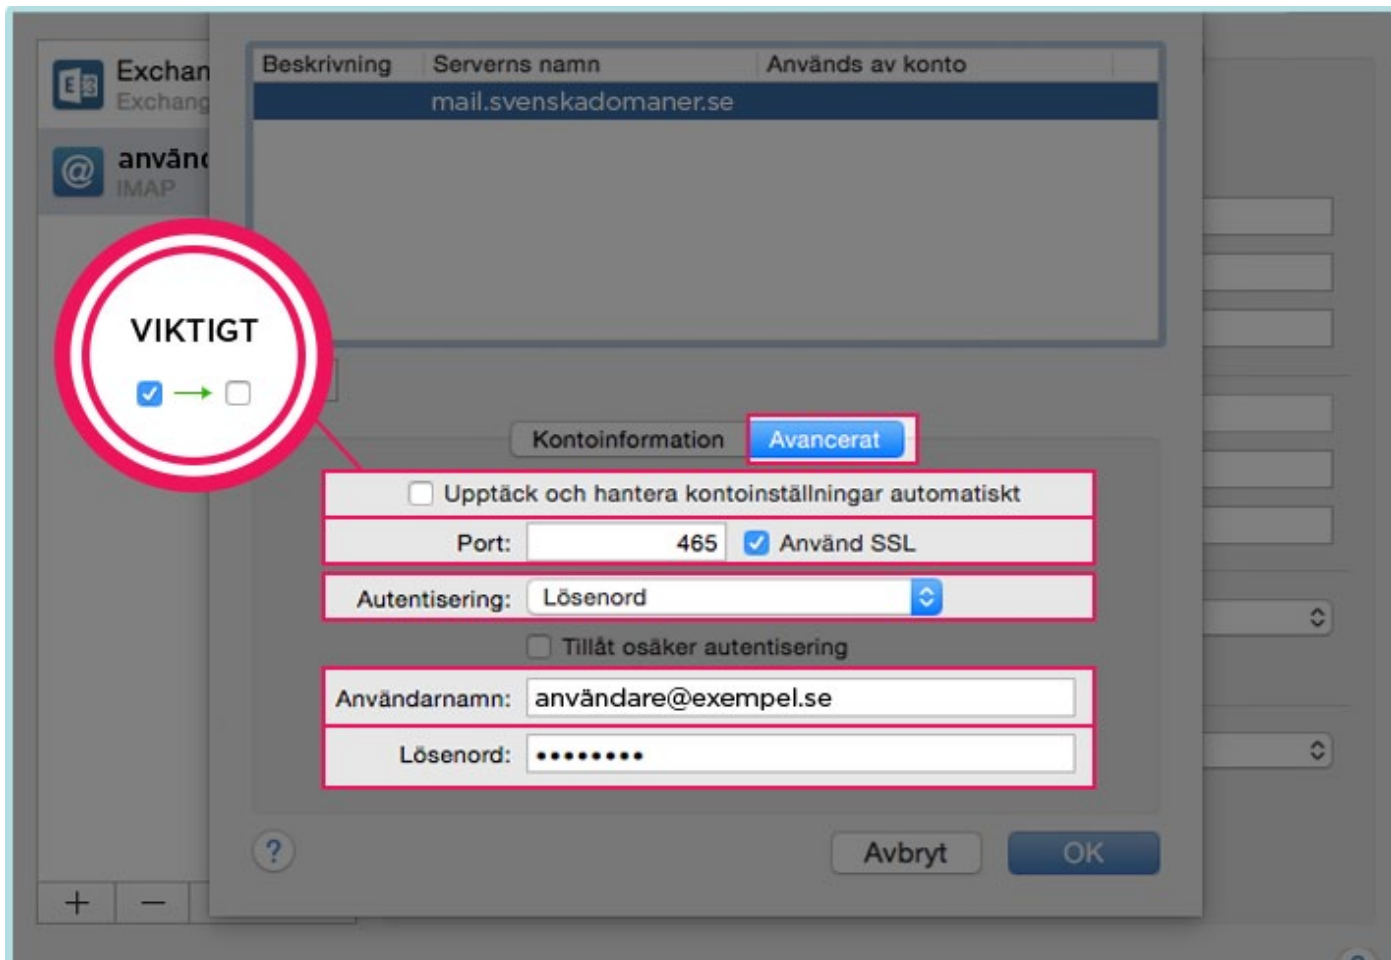 Exchan
Exchang
använd
IMAP
Beskrivning Serverns namn Används av konto
mail.svenskadomaner.se
VIKTIGT
Kontoinformation Avancerat
Upptäck och hantera kontoinställningar automatiskt
Port: 465 Använd SSL
Autentisering: Lösenord
Tillåt osäker autentisering
Användarnamn: användare@exempel.se
Lösenord: ••••••••
? Avbryt OK
+ −